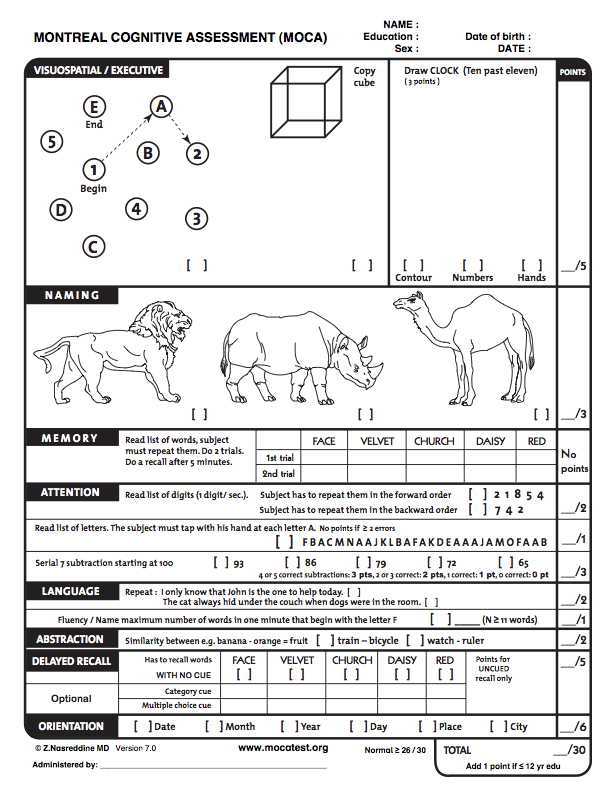 MONTREAL COGNITIVE ASSESSMENT (MOCA)
NAME :
Education :
Sex :
Date of birth :
DATE :
VISUOSPATIAL / EXECUTIVE
E
End
A
5
B
2
1
Begin
D
4
3
C
[ ]
Copy
cube
[ ]
Draw CLOCK (Ten past eleven)
( 3 points )
[ ] [ ] [ ]
Contour Numbers Hands
POINTS
__/5
NAMING
[ ] [ ] [ ]
__/3
MEMORY
Read list of words, subject
must repeat them. Do 2 trials.
Do a recall after 5 minutes.
FACE VELVET CHURCH DAISY RED
1st trial
2nd trial
No
points
ATTENTION
Read list of digits (1 digit/ sec.).
Subject has to repeat them in the forward order [ ] 2 1 8 5 4
Subject has to repeat them in the backward order [ ] 7 4 2
__/2
Read list of letters. The subject must tap with his hand at each letter A. No points if ≥ 2 errors
[ ] F B A C M N A A J K L B A F A K D E A A A J A M O F A A B
__/1
Serial 7 subtraction starting at 100 [ ] 93 [ ] 86 [ ] 79 [ ] 72 [ ] 65
4 or 5 correct subtractions: 3 pts, 2 or 3 correct: 2 pts, 1 correct: 1 pt, 0 correct: 0 pt
__/3
LANGUAGE
Repeat : I only know that John is the one to help today. [ ]
The cat always hid under the couch when dogs were in the room. [ ]
__/2
Fluency / Name maximum number of words in one minute that begin with the letter F [ ] _____ (N ≥ 11 words)
__/1
ABSTRACTION
Similarity between e.g. banana - orange = fruit [ ] train – bicycle [ ] watch - ruler
__/2
DELAYED RECALL
Has to recall words
WITH NO CUE
FACE VELVET CHURCH DAISY RED
[ ] [ ] [ ] [ ] [ ]
Points for
UNCUED
recall only
__/5
Optional
Category cue
Multiple choice cue
ORIENTATION
[ ] Date [ ] Month [ ] Year [ ] Day [ ] Place [ ] City
__/6
© Z.Nasreddine MD Version 7.0
www.mocatest.org
Normal ≥ 26 / 30
TOTAL __/30
Add 1 point if ≤ 12 yr edu
Administered by: ____________________